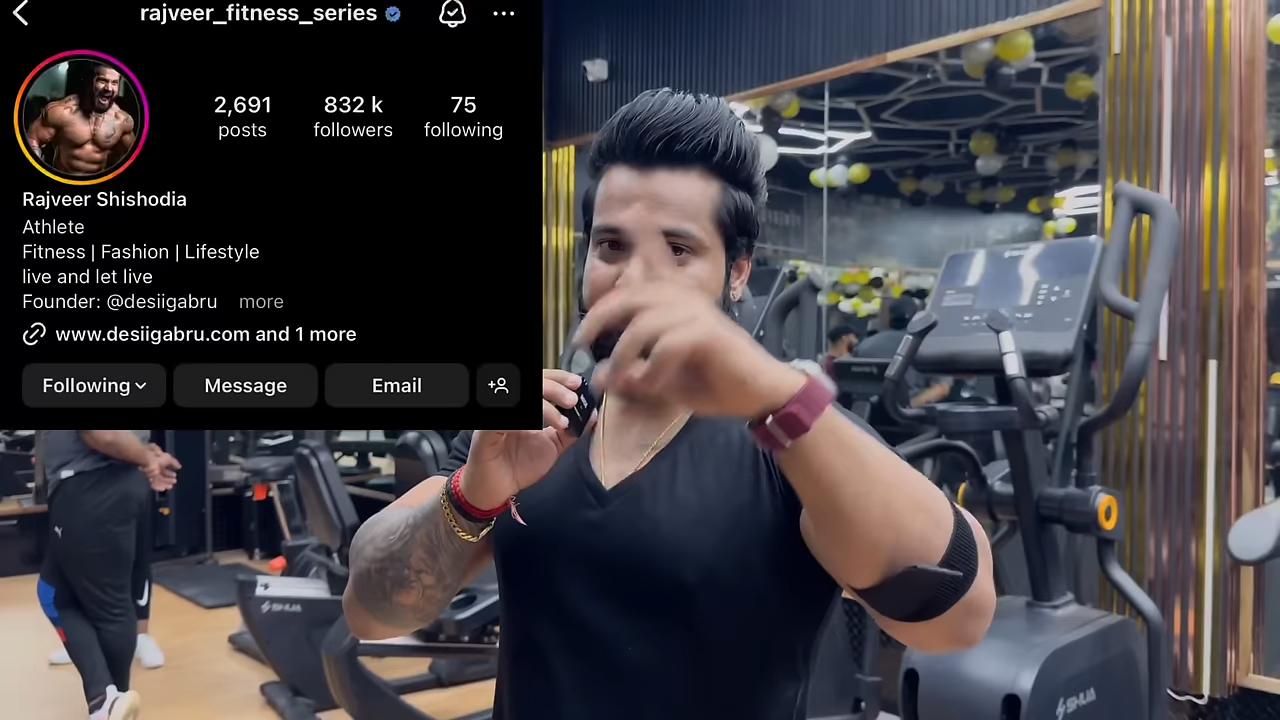 rajveer_fitness_series
2,691
posts
832 k
followers
75
following
Rajveer Shishodia
Athlete
Fitness | Fashion | Lifestyle
live and let live
Founder: @desiigabru more
www.desiigabru.com and 1 more
Following
Message
Email
SHUA
SHUA